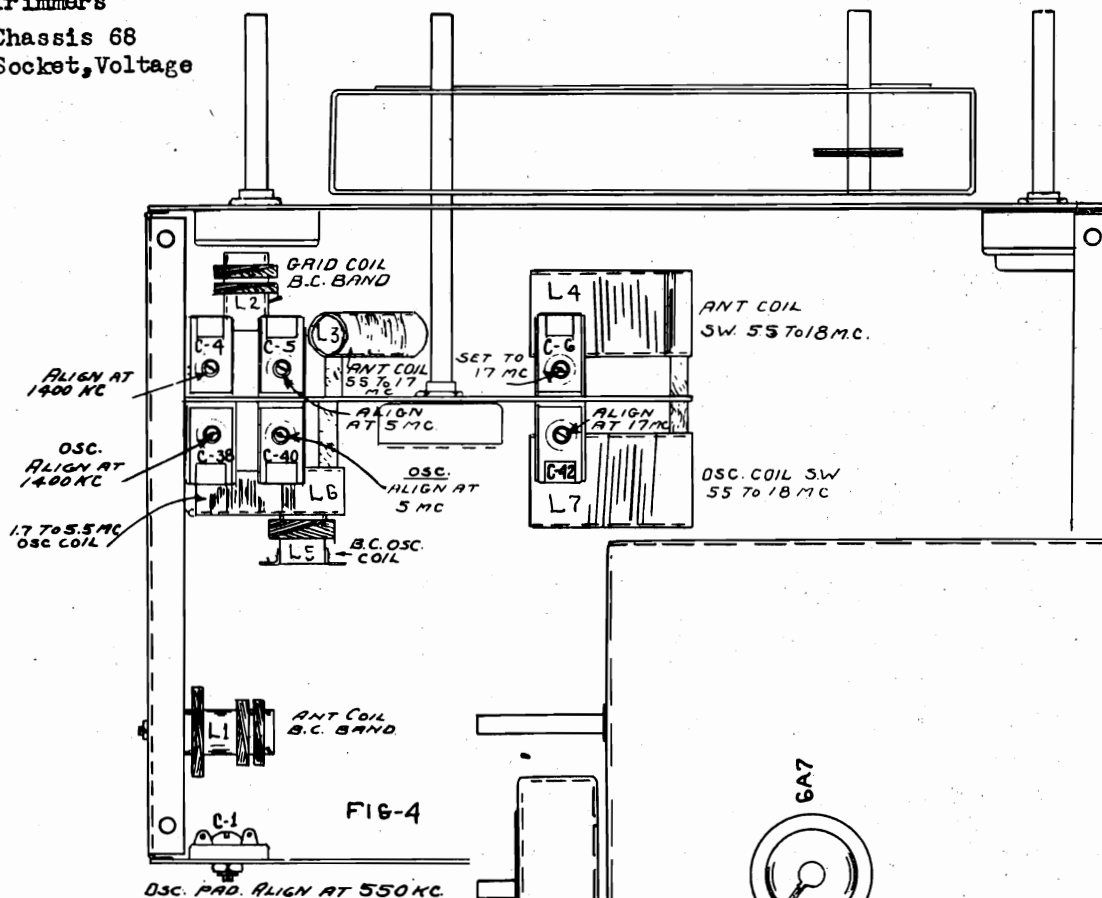 Trimmers
Chassis 68
Socket,Voltage
GRID COIL
B.C. BAND
L2
L3
C-4
C-5
ANT COIL
55 TO 17
MC
ALIGN AT
1400 KC
ALIGN
AT 5 MC.
L4
ANT COIL
SW. 55 TO 18 M.C.
C-6
SET TO
17 MC
ALIGN
AT 17MC
OSC.
ALIGN AT
1400 KC
C-38
C-40
OSC.
ALIGN AT
5 MC
C-42
L7
OSC. COIL S.W
55 TO 18 MC
L6
1.7 TO 5.5 MC
OSC COIL
L5
B.C. OSC.
COIL
L1
ANT COIL
B.C. BAND.
FIG-4
6A7
C-1
OSC. PAD. ALIGN AT 550 KC.